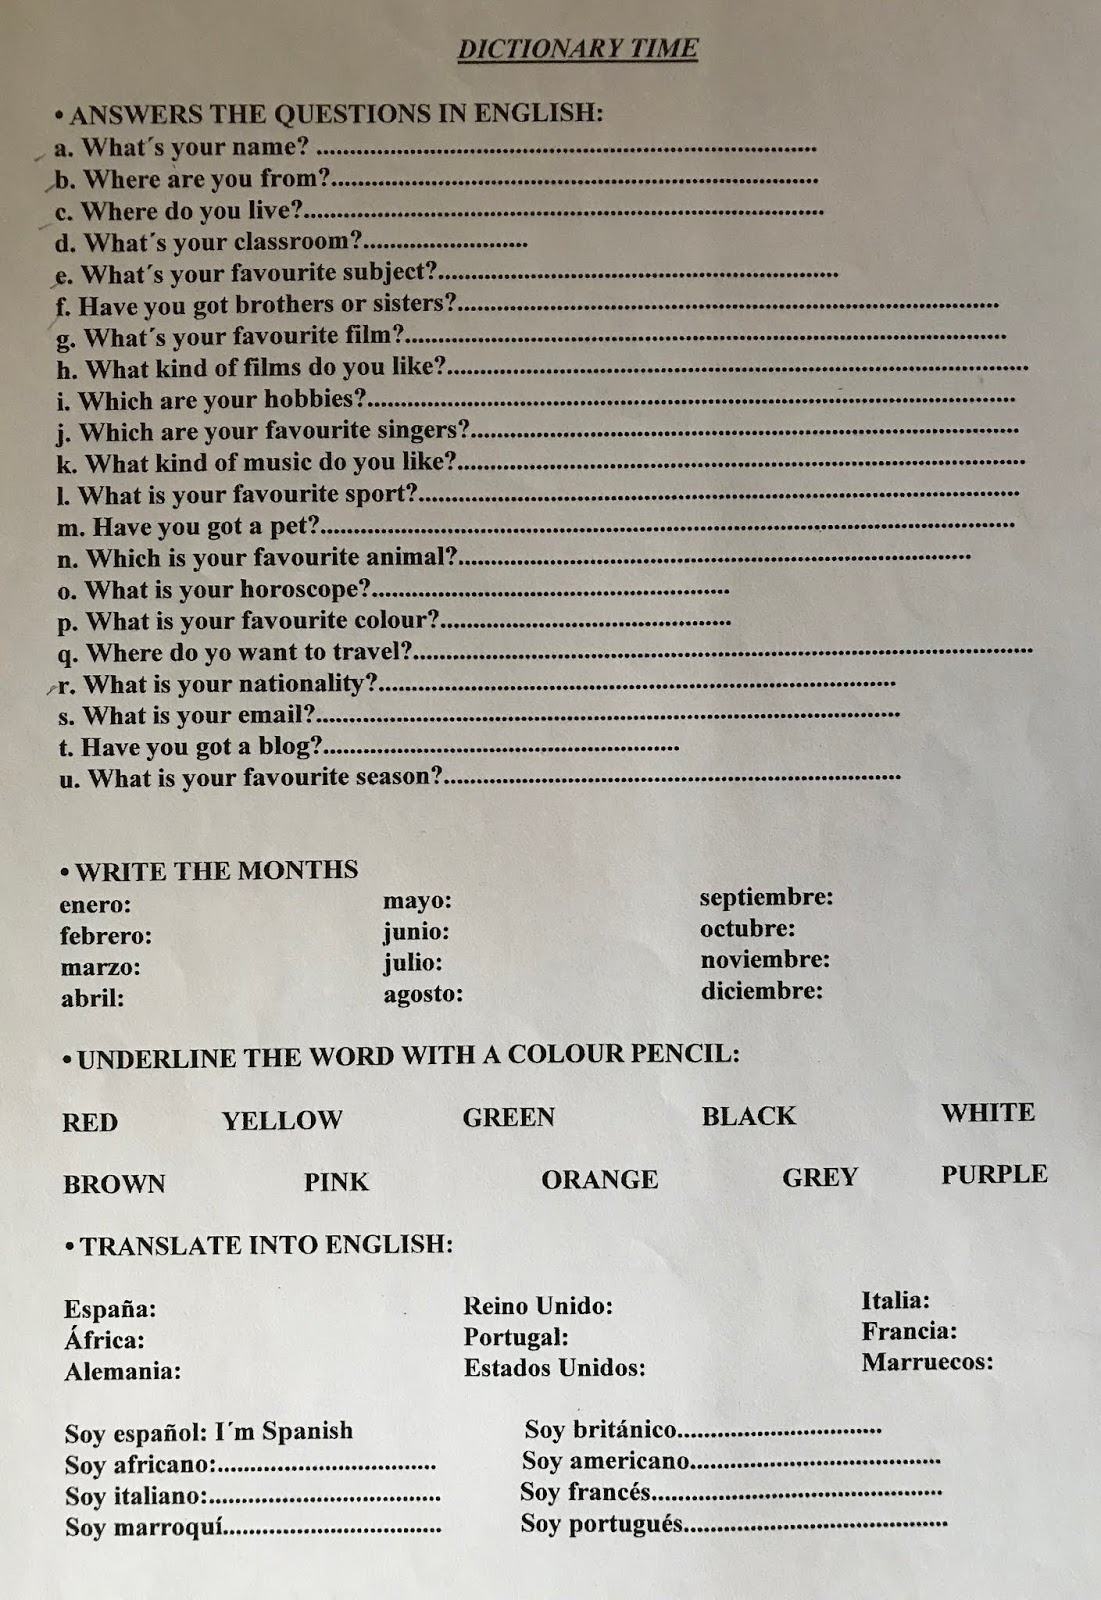 DICTIONARY TIME
• ANSWERS THE QUESTIONS IN ENGLISH:
a. What´s your name? ................................................................................
b. Where are you from?................................................................................
c. Where do you live?................................................................................
d. What´s your classroom?.........................
e. What´s your favourite subject?..............................................................
f. Have you got brothers or sisters?....................................................................................
g. What´s your favourite film?............................................................................................
h. What kind of films do you like?.........................................................................................
i. Which are your hobbies?....................................................................................................
j. Which are your favourite singers?.....................................................................................
k. What kind of music do you like?........................................................................................
l. What is your favourite sport?.............................................................................................
m. Have you got a pet?..........................................................................................................
n. Which is your favourite animal?...............................................................................
o. What is your horoscope?.......................................................
p. What is your favourite colour?.............................................
q. Where do yo want to travel?..............................................................................................
r. What is your nationality?...............................................................................
s. What is your email?.........................................................................................
t. Have you got a blog?......................................................
u. What is your favourite season?......................................................................
• WRITE THE MONTHS
enero: mayo: septiembre:
febrero: junio: octubre:
marzo: julio: noviembre:
abril: agosto: diciembre:
• UNDERLINE THE WORD WITH A COLOUR PENCIL:
RED YELLOW GREEN BLACK WHITE
BROWN PINK ORANGE GREY PURPLE
• TRANSLATE INTO ENGLISH:
España: Reino Unido: Italia:
África: Portugal: Francia:
Alemania: Estados Unidos: Marruecos:
Soy español: I´m Spanish Soy británico...............................
Soy africano:.................................. Soy americano......................................
Soy italiano:................................... Soy francés............................................
Soy marroquí................................. Soy portugués........................................